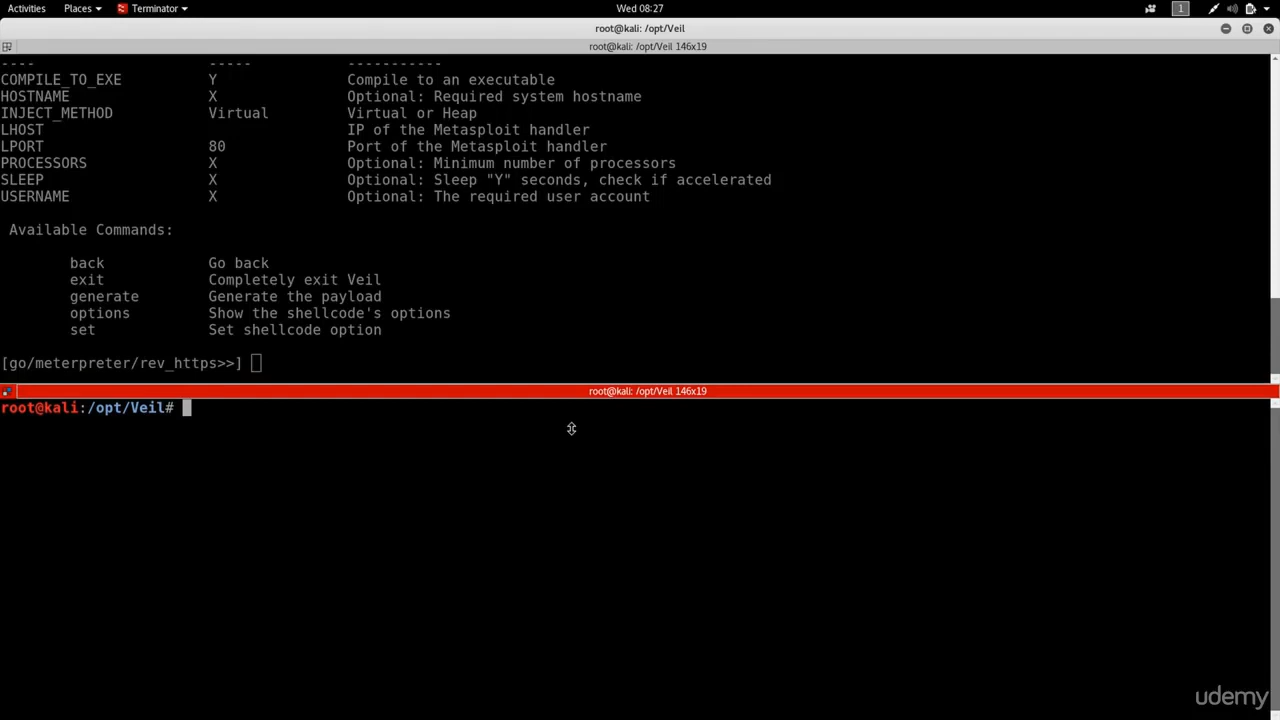 Activities Places Terminator Wed 08:27 1
root@kali: /opt/Veil
root@kali: /opt/Veil 146x19
---- ----- -----------
COMPILE_TO_EXE Y Compile to an executable
HOSTNAME X Optional: Required system hostname
INJECT_METHOD Virtual Virtual or Heap
LHOST IP of the Metasploit handler
LPORT 80 Port of the Metasploit handler
PROCESSORS X Optional: Minimum number of processors
SLEEP X Optional: Sleep "Y" seconds, check if accelerated
USERNAME X Optional: The required user account
Available Commands:
back Go back
exit Completely exit Veil
generate Generate the payload
options Show the shellcode's options
set Set shellcode option
[go/meterpreter/rev_https>>]
root@kali: /opt/Veil 146x19
root@kali:/opt/Veil#
udemy